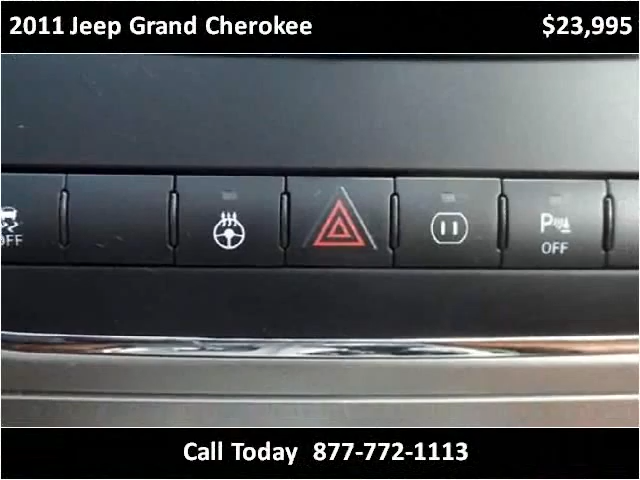 2011 Jeep Grand Cherokee $23,995
OFF
P OFF
Call Today 877-772-1113